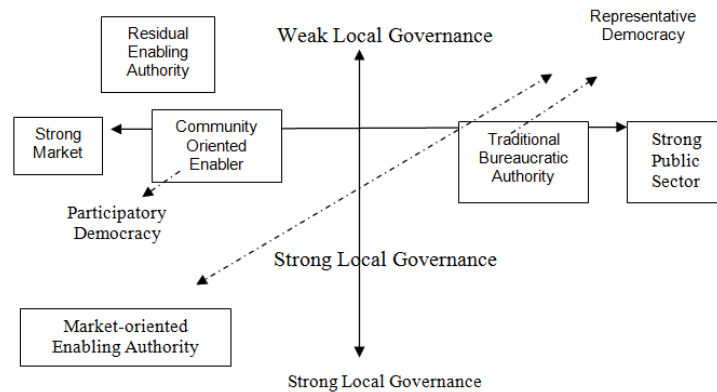 Residual
Enabling
Authority
Weak Local Governance
Representative
Democracy
Strong
Market
Community
Oriented
Enabler
Traditional
Bureaucratic
Authority
Strong
Public
Sector
Participatory
Democracy
Strong Local Governance
Market-oriented
Enabling Authority
Strong Local Governance